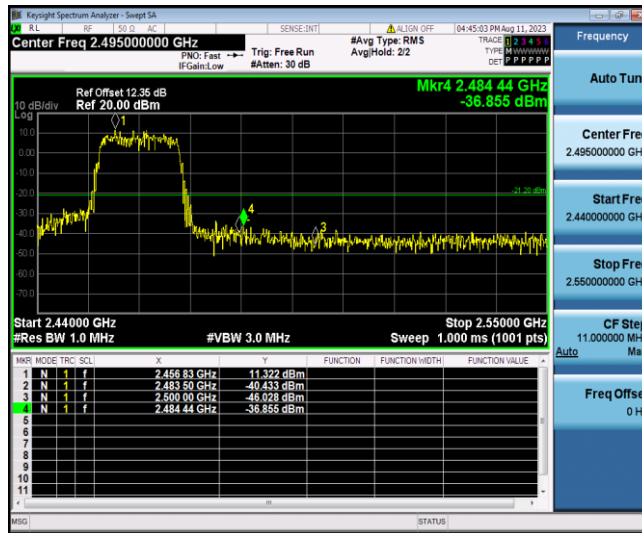 Keysight Spectrum Analyzer - Swept SA
RL RF 50 Ω AC SENSE:INT ALIGN OFF 04:45:03 PM Aug 11, 2023
Center Freq 2.495000000 GHz
PNO: Fast
IFGain:Low
Trig: Free Run
#Atten: 30 dB
#Avg Type: RMS
Avg|Hold: 2/2
TRACE 1 2 3 4 5 6
TYPE M W W W W W
DET P P P P P P
Ref Offset 12.35 dB
Ref 20.00 dBm
10 dB/div
Log
Mkr4 2.484 44 GHz
-36.855 dBm
10.0
0.00
-10.0
-20.0
-30.0
-40.0
-50.0
-60.0
-70.0
1
4
3
-21.20 dBm
Start 2.44000 GHz
Stop 2.55000 GHz
#Res BW 1.0 MHz
#VBW 3.0 MHz
Sweep 1.000 ms (1001 pts)
MKR MODE TRC SCL X Y FUNCTION FUNCTION WIDTH FUNCTION VALUE
1 N 1 f 2.456 83 GHz 11.322 dBm
2 N 1 f 2.483 50 GHz -40.433 dBm
3 N 1 f 2.500 00 GHz -46.028 dBm
4 N 1 f 2.484 44 GHz -36.855 dBm
5
6
7
8
9
10
11
MSG
STATUS
Frequency
Auto Tun
Center Fre
2.495000000 GH
Start Fre
2.440000000 GH
Stop Fre
2.550000000 GH
CF Ste
11.000000 MH
Auto Ma
Freq Offse
0 H